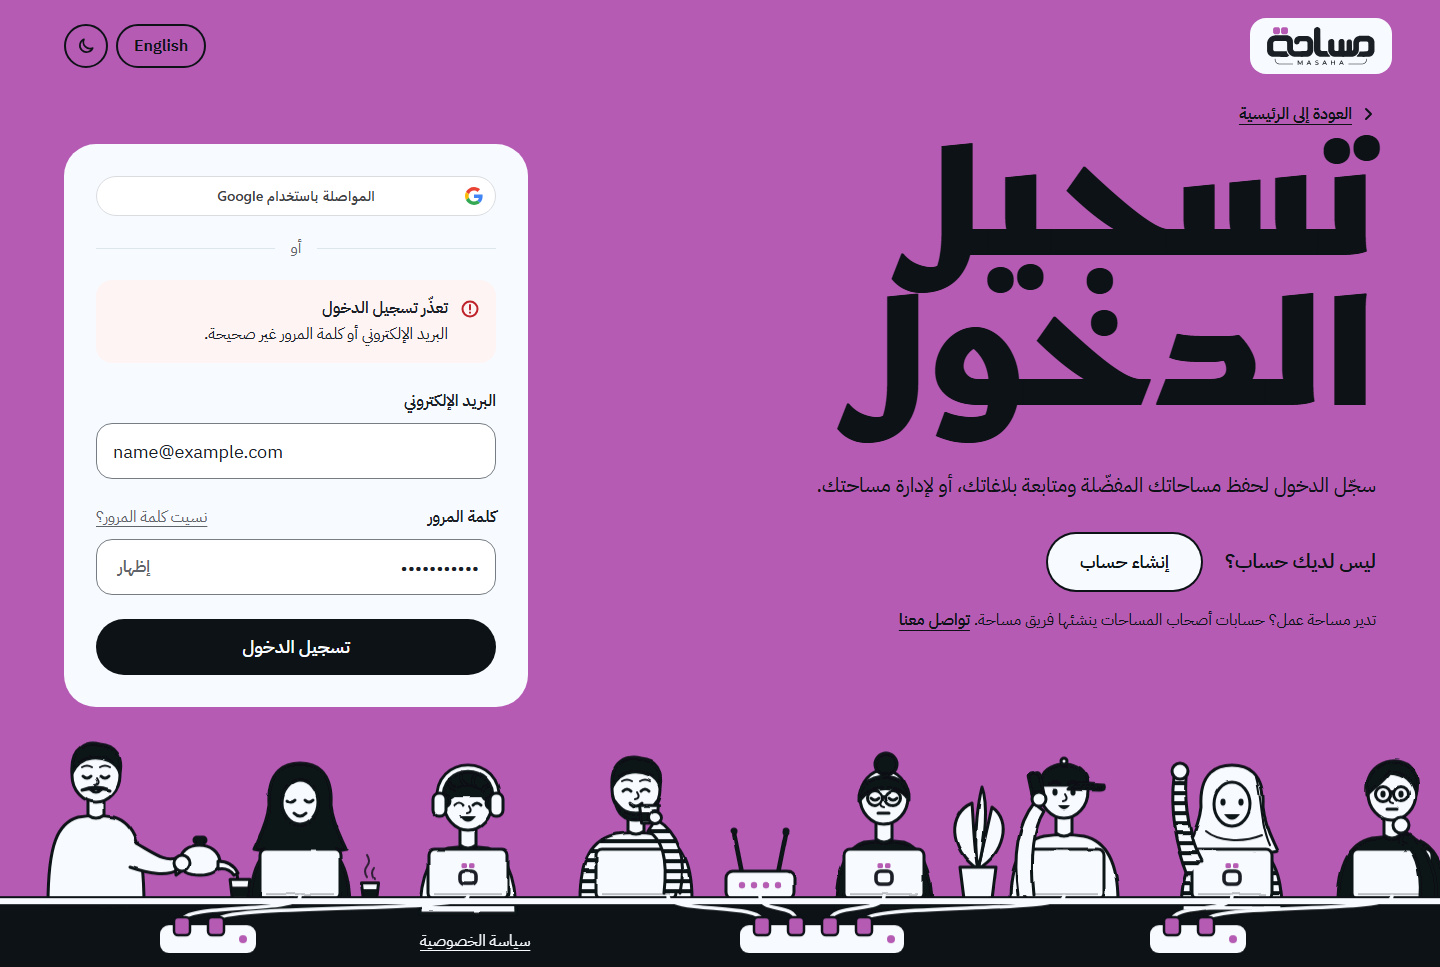 مساحة
MASAHA
English
العودة إلى الرئيسية
تسجيل
الدخول
سجّل الدخول لحفظ مساحاتك المفضّلة ومتابعة بلاغاتك، أو لإدارة مساحتك.
ليس لديك حساب؟
إنشاء حساب
تدير مساحة عمل؟ حسابات أصحاب المساحات ينشئها فريق مساحة. تواصل معنا
المواصلة باستخدام Google
أو
تعذّر تسجيل الدخول
البريد الإلكتروني أو كلمة المرور غير صحيحة.
البريد الإلكتروني
name@example.com
كلمة المرور
نسيت كلمة المرور؟
إظهار
تسجيل الدخول
سياسة الخصوصية